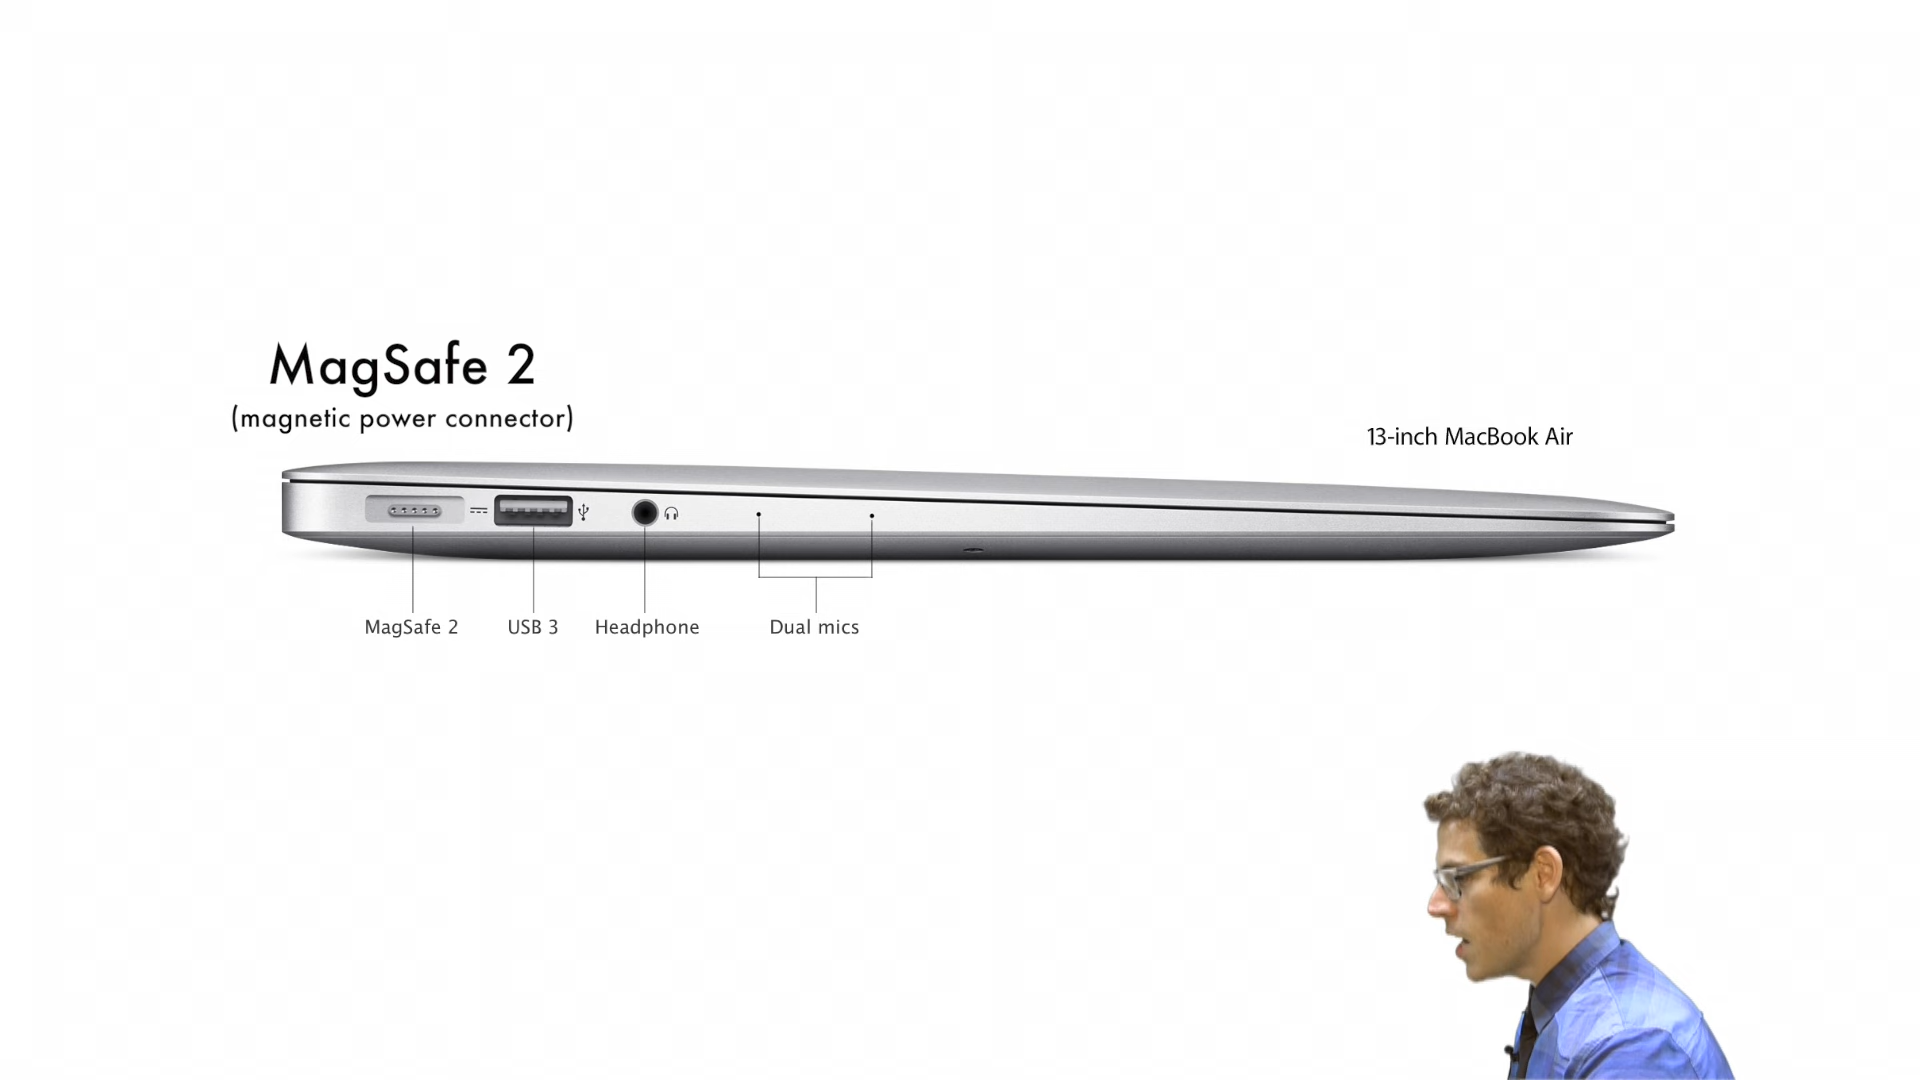 MagSafe 2
(magnetic power connector)
13-inch MacBook Air
MagSafe 2
USB 3
Headphone
Dual mics